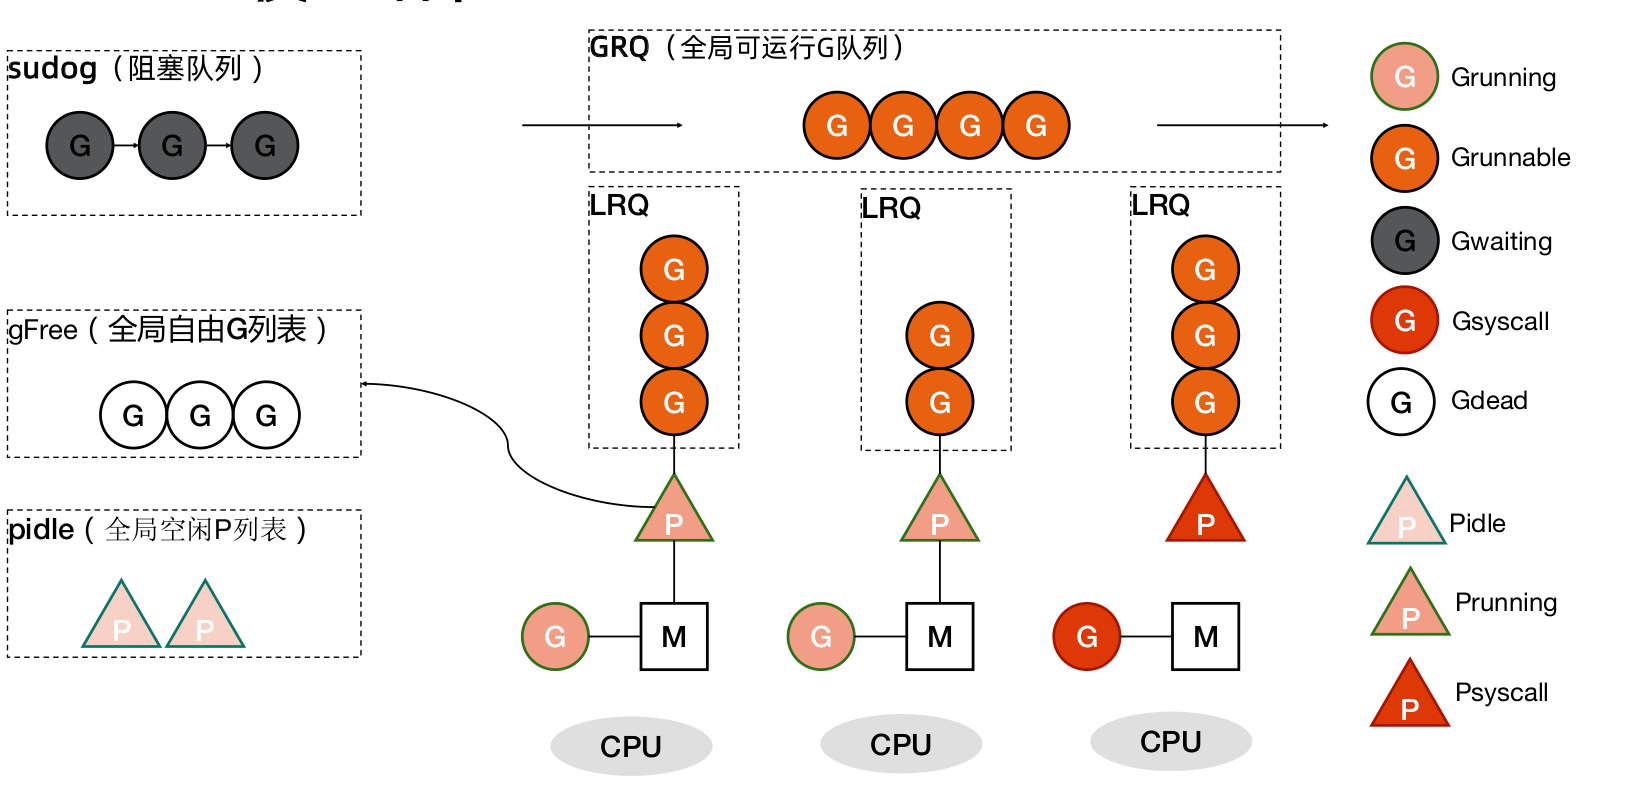 sudog（阻塞队列 ）
G G G
gFree（ 全局自由G列表 ）
G G G
pidle（ 全局空闲P列表 ）
P P
GRQ（全局可运行G队列）
G G G G
LRQ
G
G
G
P
G M
CPU
LRQ
G
G
P
G M
CPU
LRQ
G
G
G
P
G M
CPU
G Grunning
G Grunnable
G Gwaiting
G Gsyscall
G Gdead
P Pidle
P Prunning
P Psyscall